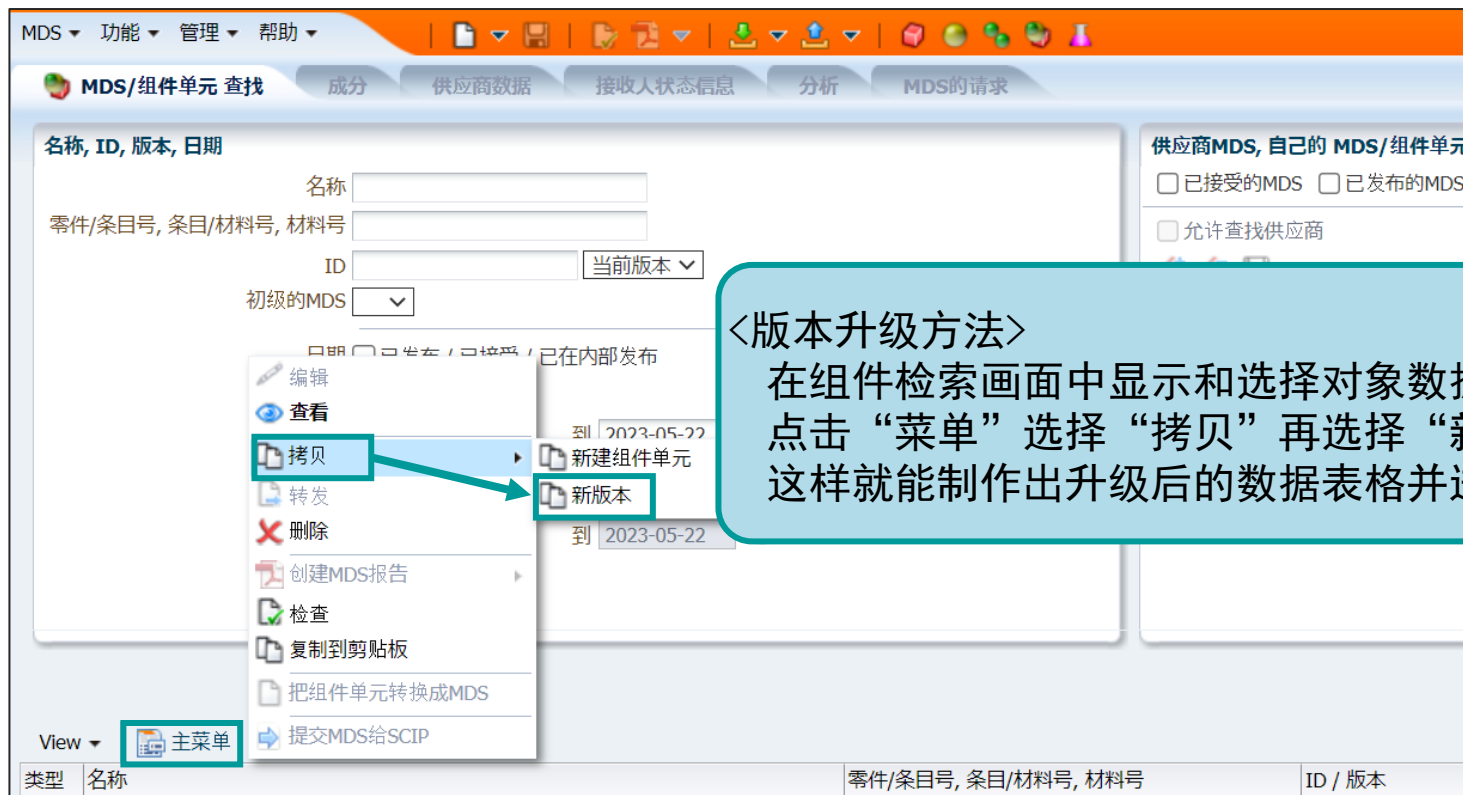 MDS 功能 管理 帮助
MDS/组件单元 查找 成分 供应商数据 接收人状态信息 分析 MDS的请求
名称, ID, 版本, 日期
名称
零件/条目号, 条目/材料号, 材料号
ID 当前版本
初级的MDS
日期 已发布 / 已接受 / 已在内部发布
到 2023-05-22
到 2023-05-22
供应商MDS, 自己的 MDS/组件单元
已接受的MDS 已发布的MDS
允许查找供应商
<版本升级方法>
在组件检索画面中显示和选择对象数据
点击“菜单”选择“拷贝”再选择“新
这样就能制作出升级后的数据表格并
编辑
查看
拷贝
转发
删除
创建MDS报告
检查
复制到剪贴板
把组件单元转换成MDS
提交MDS给SCIP
新建组件单元
新版本
View 主菜单
类型 名称 零件/条目号, 条目/材料号, 材料号 ID / 版本